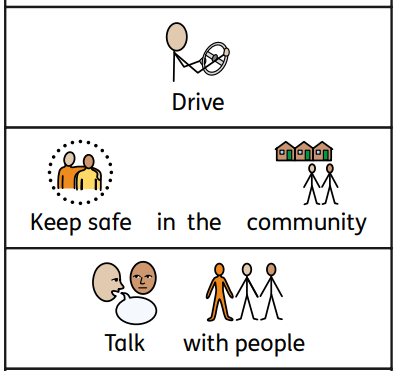 Drive
Keep safe in the community
Talk with people